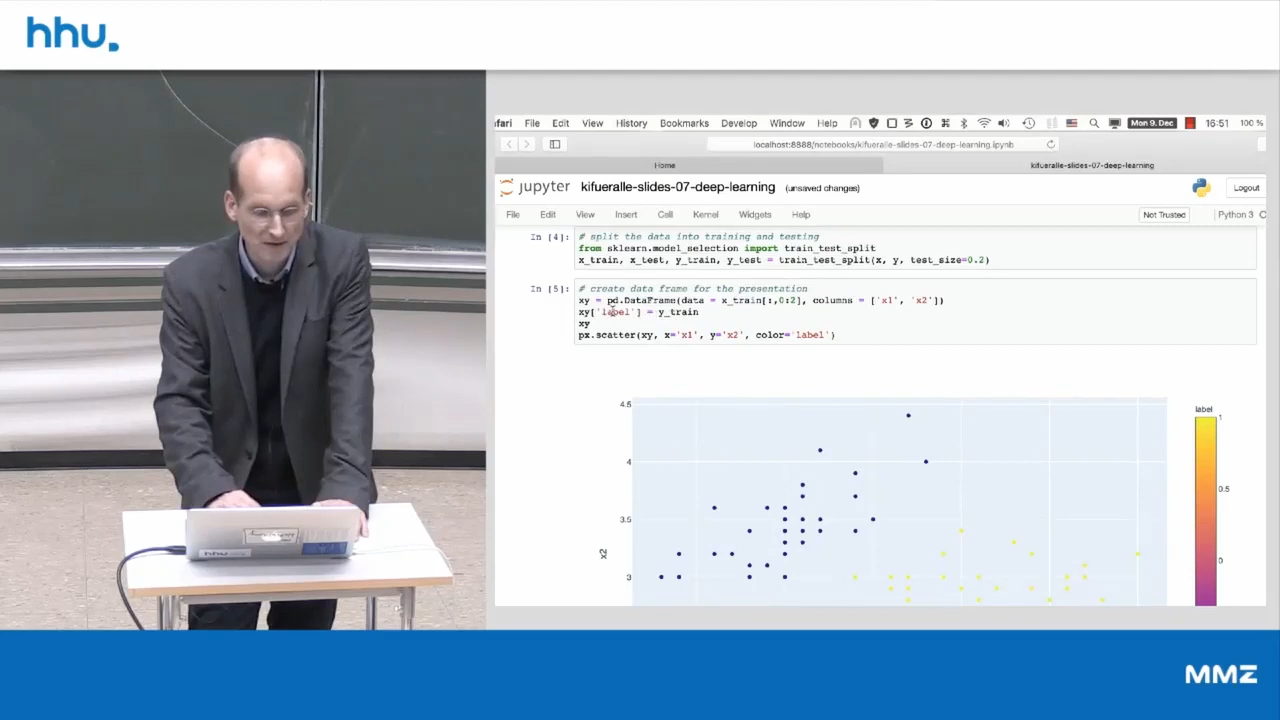 hhu.
fari File Edit View History Bookmarks Develop Window Help Mon 9. Dec 16:51 100 %
localhost:8888/notebooks/kifueralle-slides-07-deep-learning.ipynb
Home kifueralle-slides-07-deep-learning
jupyter kifueralle-slides-07-deep-learning (unsaved changes) Logout
File Edit View Insert Cell Kernel Widgets Help Not Trusted Python 3
In [4]: # split the data into training and testing
from sklearn.model_selection import train_test_split
x_train, x_test, y_train, y_test = train_test_split(x, y, test_size=0.2)
In [5]: # create data frame for the presentation
xy = pd.DataFrame(data = x_train[:,0:2], columns = ['x1', 'x2'])
xy['label'] = y_train
xy
px.scatter(xy, x='x1', y='x2', color='label')
4.5
4
3.5
3
x2
label
1
0.5
0
hhu
MMZ